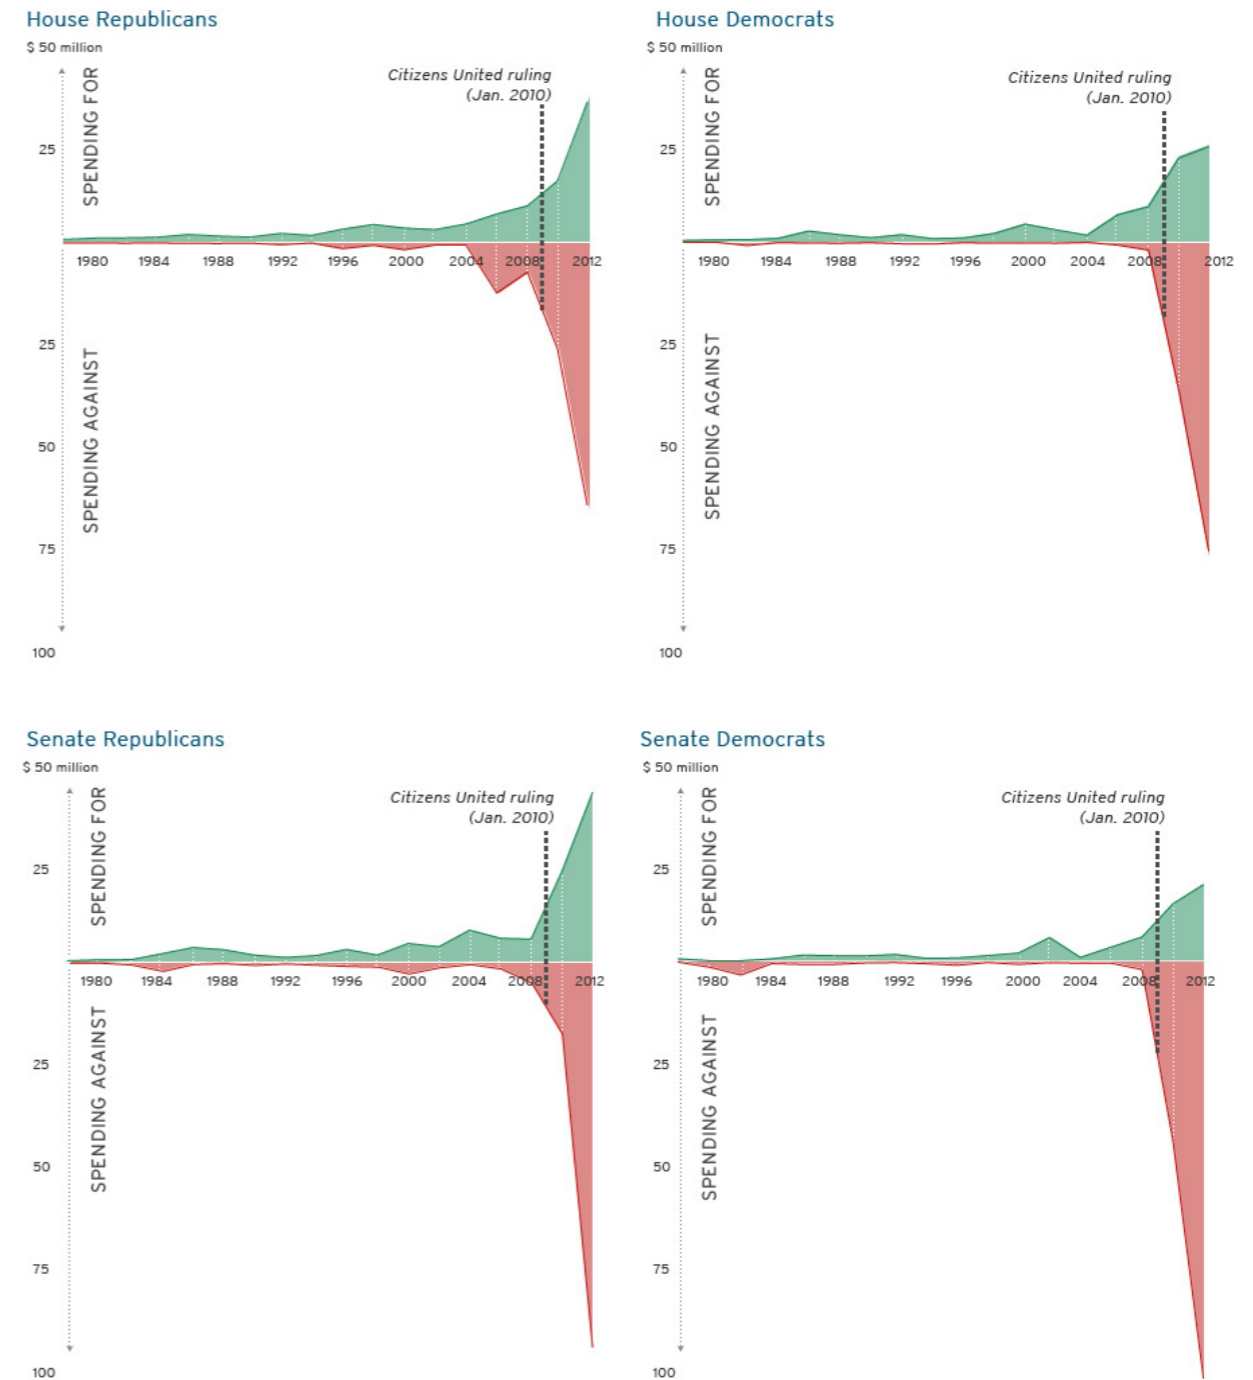 House Republicans
$ 50 million
SPENDING FOR
Citizens United ruling
(Jan. 2010)
25
1980 1984 1988 1992 1996 2000 2004 2008 2012
25
SPENDING AGAINST
50
75
100
House Democrats
$ 50 million
SPENDING FOR
Citizens United ruling
(Jan. 2010)
25
1980 1984 1988 1992 1996 2000 2004 2008 2012
25
SPENDING AGAINST
50
75
100
Senate Republicans
$ 50 million
SPENDING FOR
Citizens United ruling
(Jan. 2010)
25
1980 1984 1988 1992 1996 2000 2004 2008 2012
SPENDING AGAINST
25
50
75
100
Senate Democrats
$ 50 million
SPENDING FOR
Citizens United ruling
(Jan. 2010)
25
1980 1984 1988 1992 1996 2000 2004 2008 2012
SPENDING AGAINST
25
50
75
100